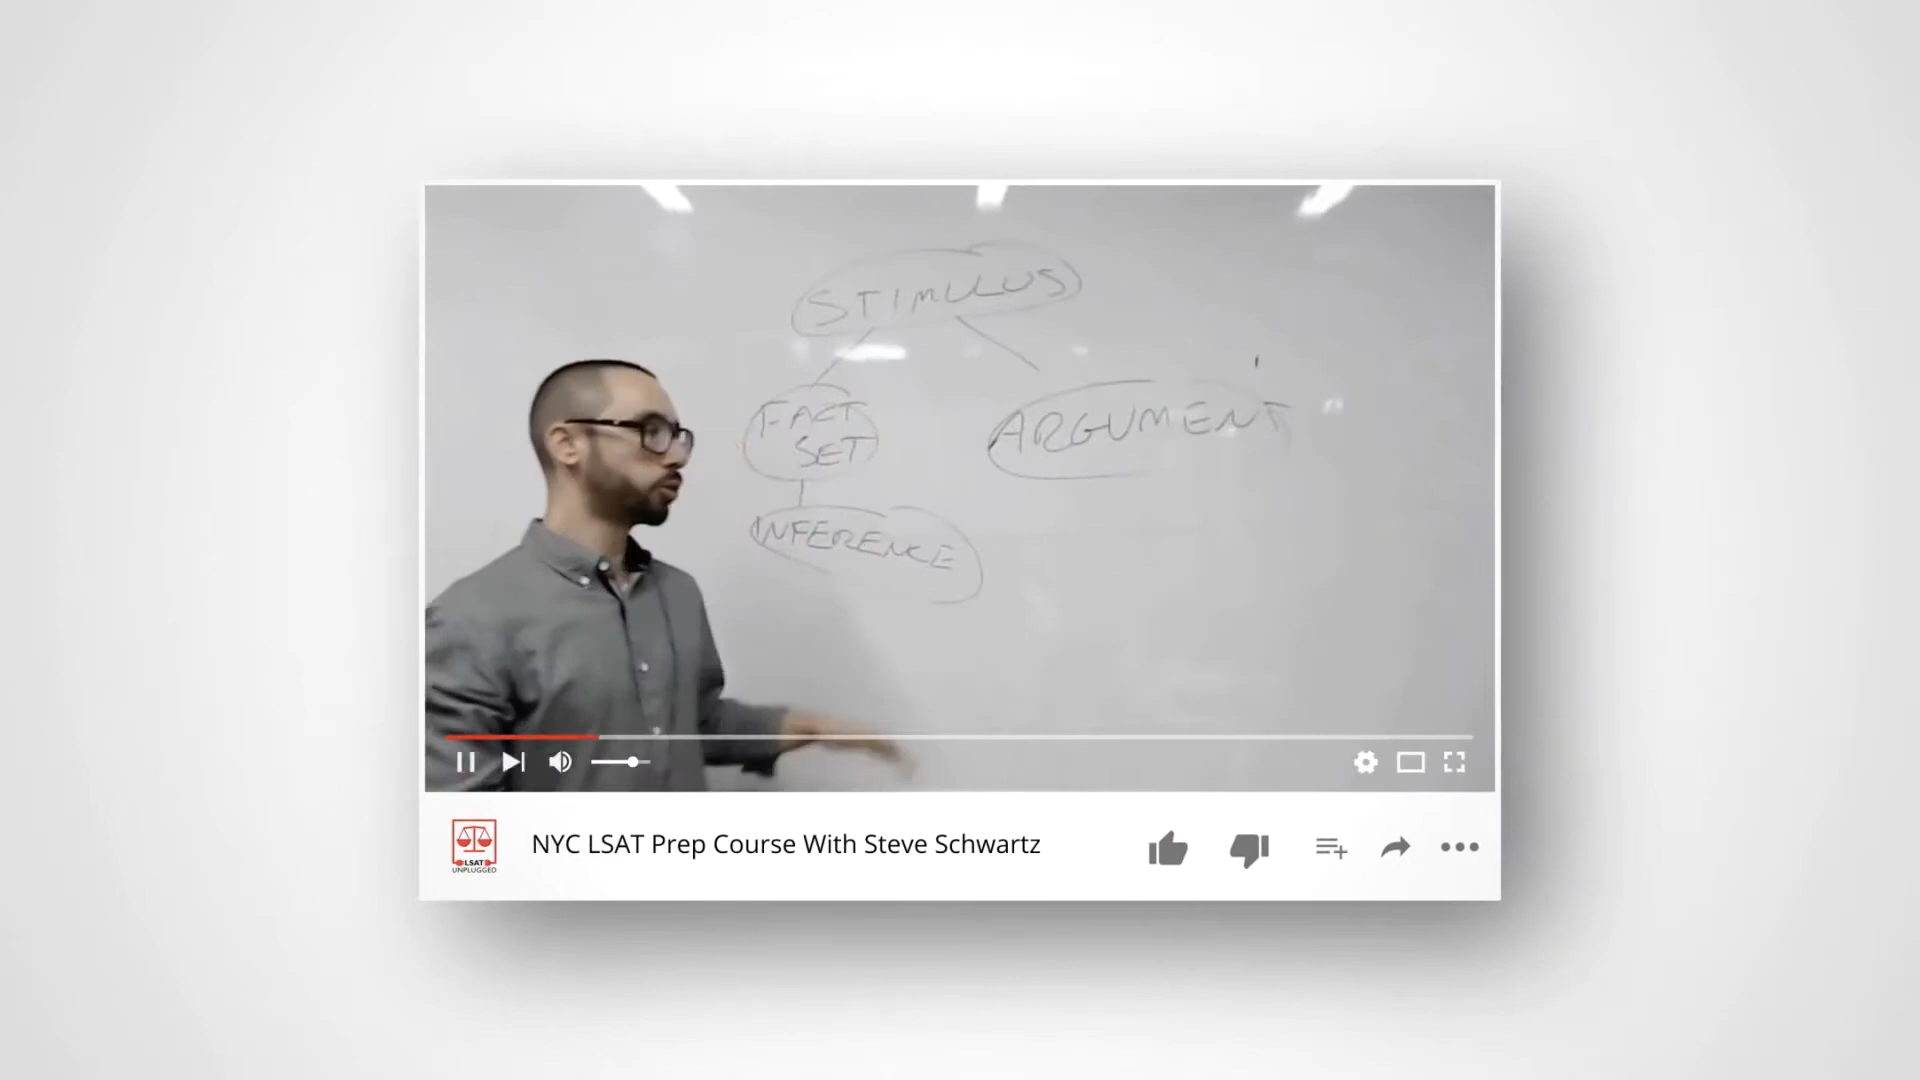 STIMULUS
FACT
SET
ARGUMENT
INFERENCE
NYC LSAT Prep Course With Steve Schwartz
LSAT
UNPLUGGED